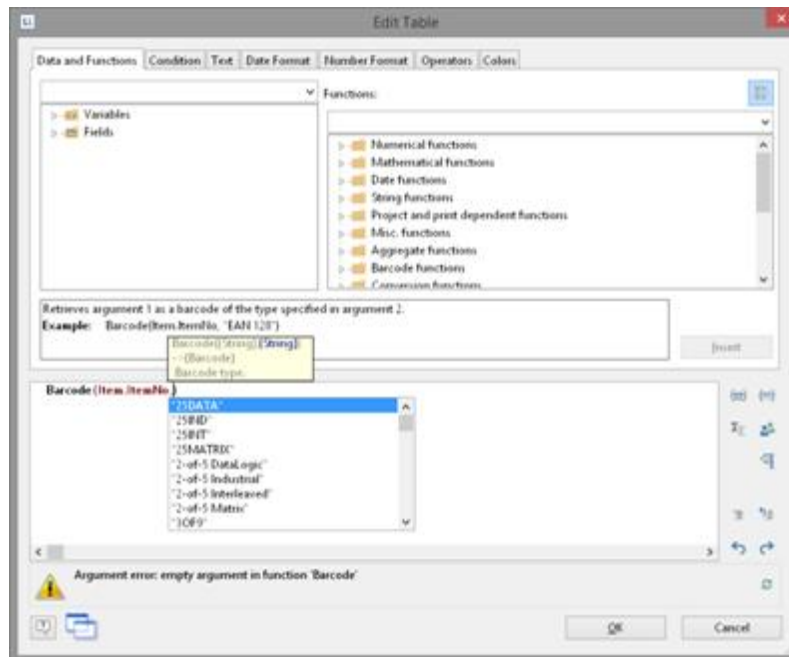 LL
Edit Table
Data and Functions Condition Text Date Format Number Format Operators Colors
Functions:
Variables
Fields
Numerical functions
Mathematical functions
Date functions
String functions
Project and print dependent functions
Misc. functions
Aggregate functions
Barcode functions
Conversion functions
Retrieves argument 1 as a barcode of the type specified in argument 2.
Example: Barcode(Item.ItemNo, "EAN 128")
Insert
Barcode((String),(String))
--(Barcode)
Barcode type.
Barcode (Item.ItemNo,)
"25DATA"
"25IND"
"25INT"
"25MATRIX"
"2-of-5 DataLogic"
"2-of-5 Industrial"
"2-of-5 Interleaved"
"2-of-5 Matrix"
"3OF9"
Argument error: empty argument in function 'Barcode'
OK Cancel